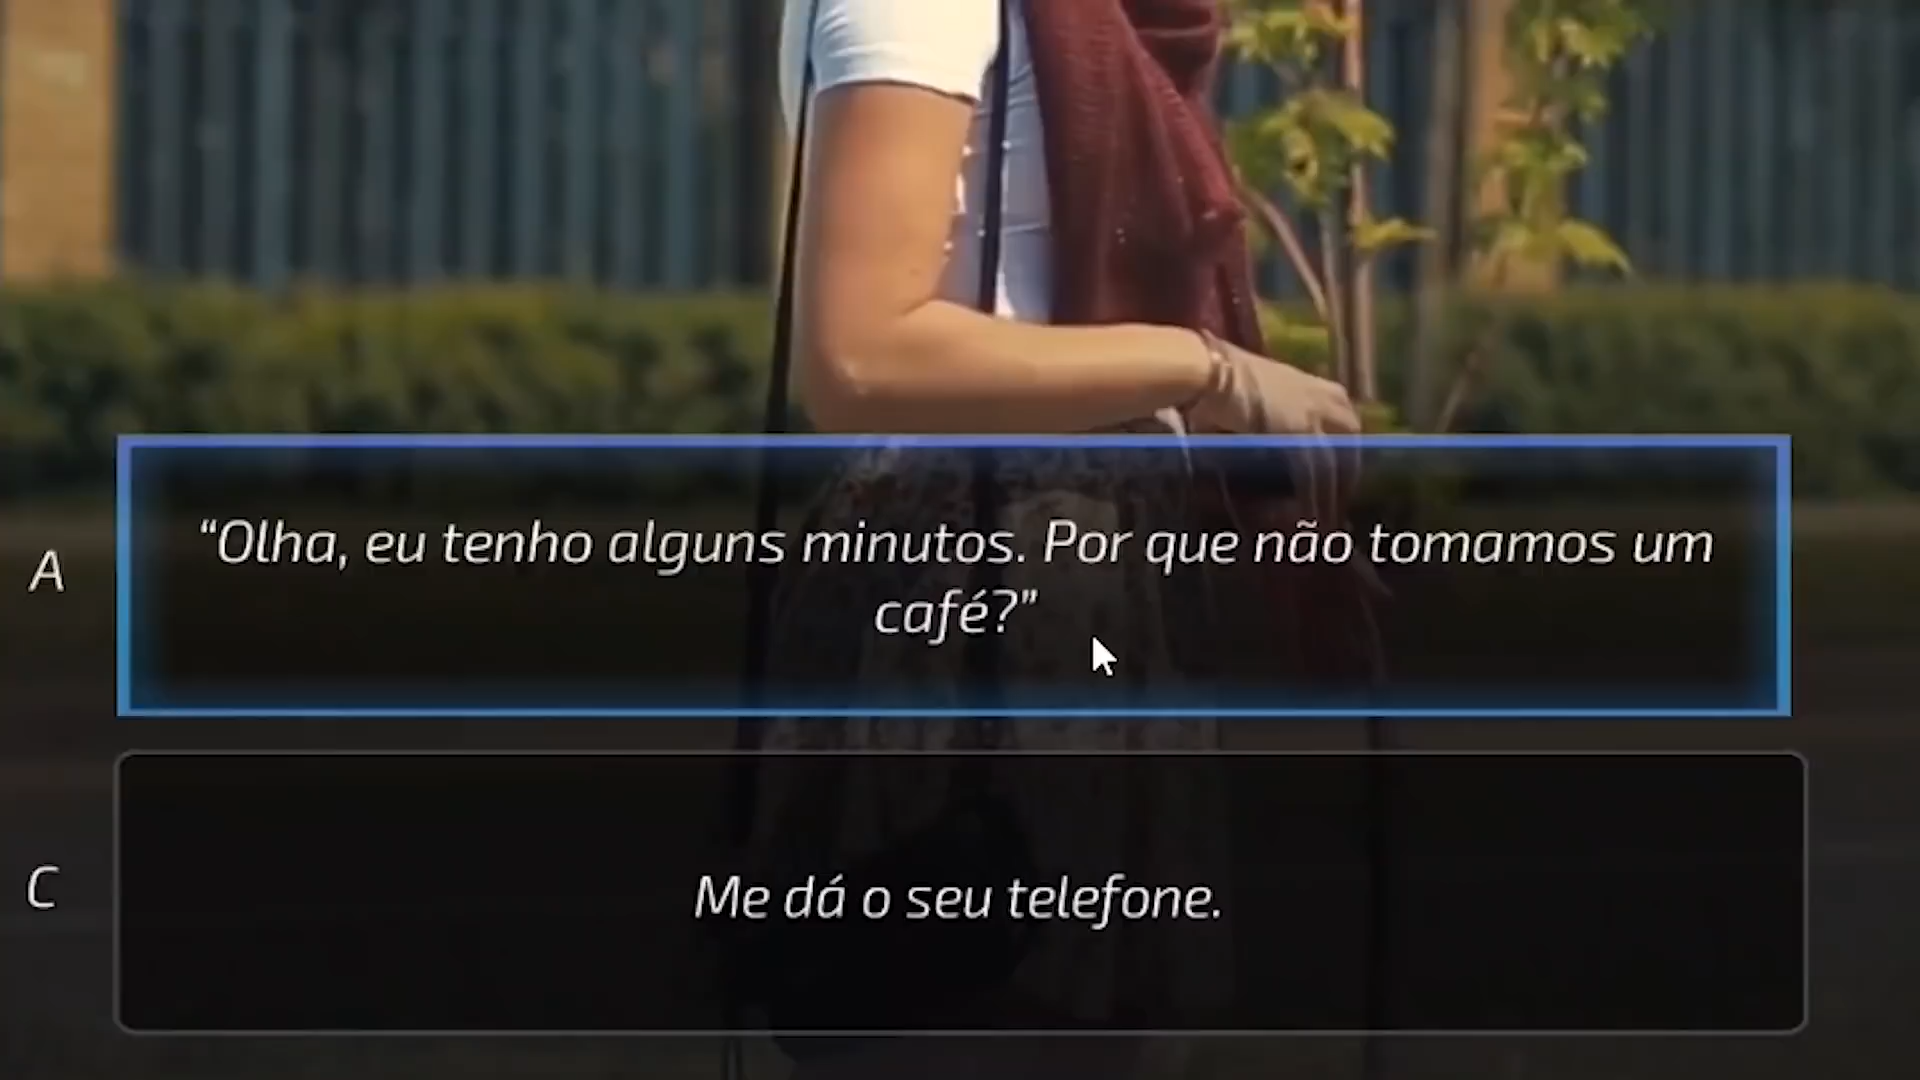 A
“Olha, eu tenho alguns minutos. Por que não tomamos um
café?”
C
Me dá o seu telefone.